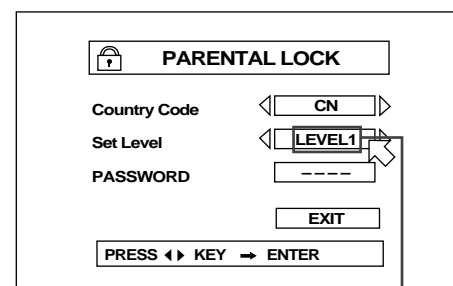 PARENTAL LOCK
Country Code CN
Set Level LEVEL1
PASSWORD ----
EXIT
PRESS ◀▶ KEY ➞ ENTER